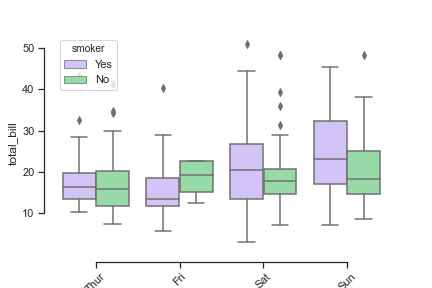 smoker
Yes
No
50
40
30
20
10
total_bill
Thur
Fri
Sat
Sun